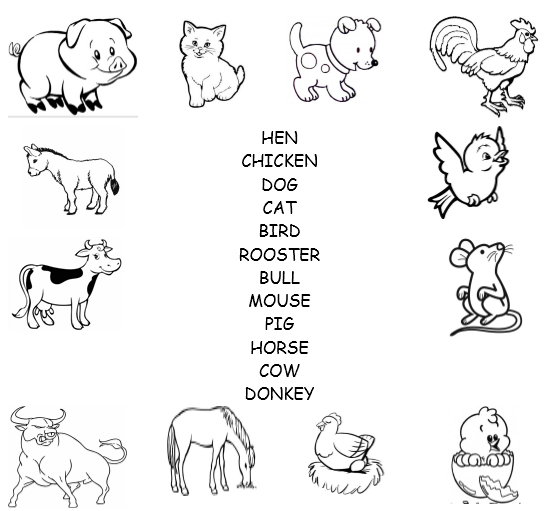 HEN
CHICKEN
DOG
CAT
BIRD
ROOSTER
BULL
MOUSE
PIG
HORSE
COW
DONKEY